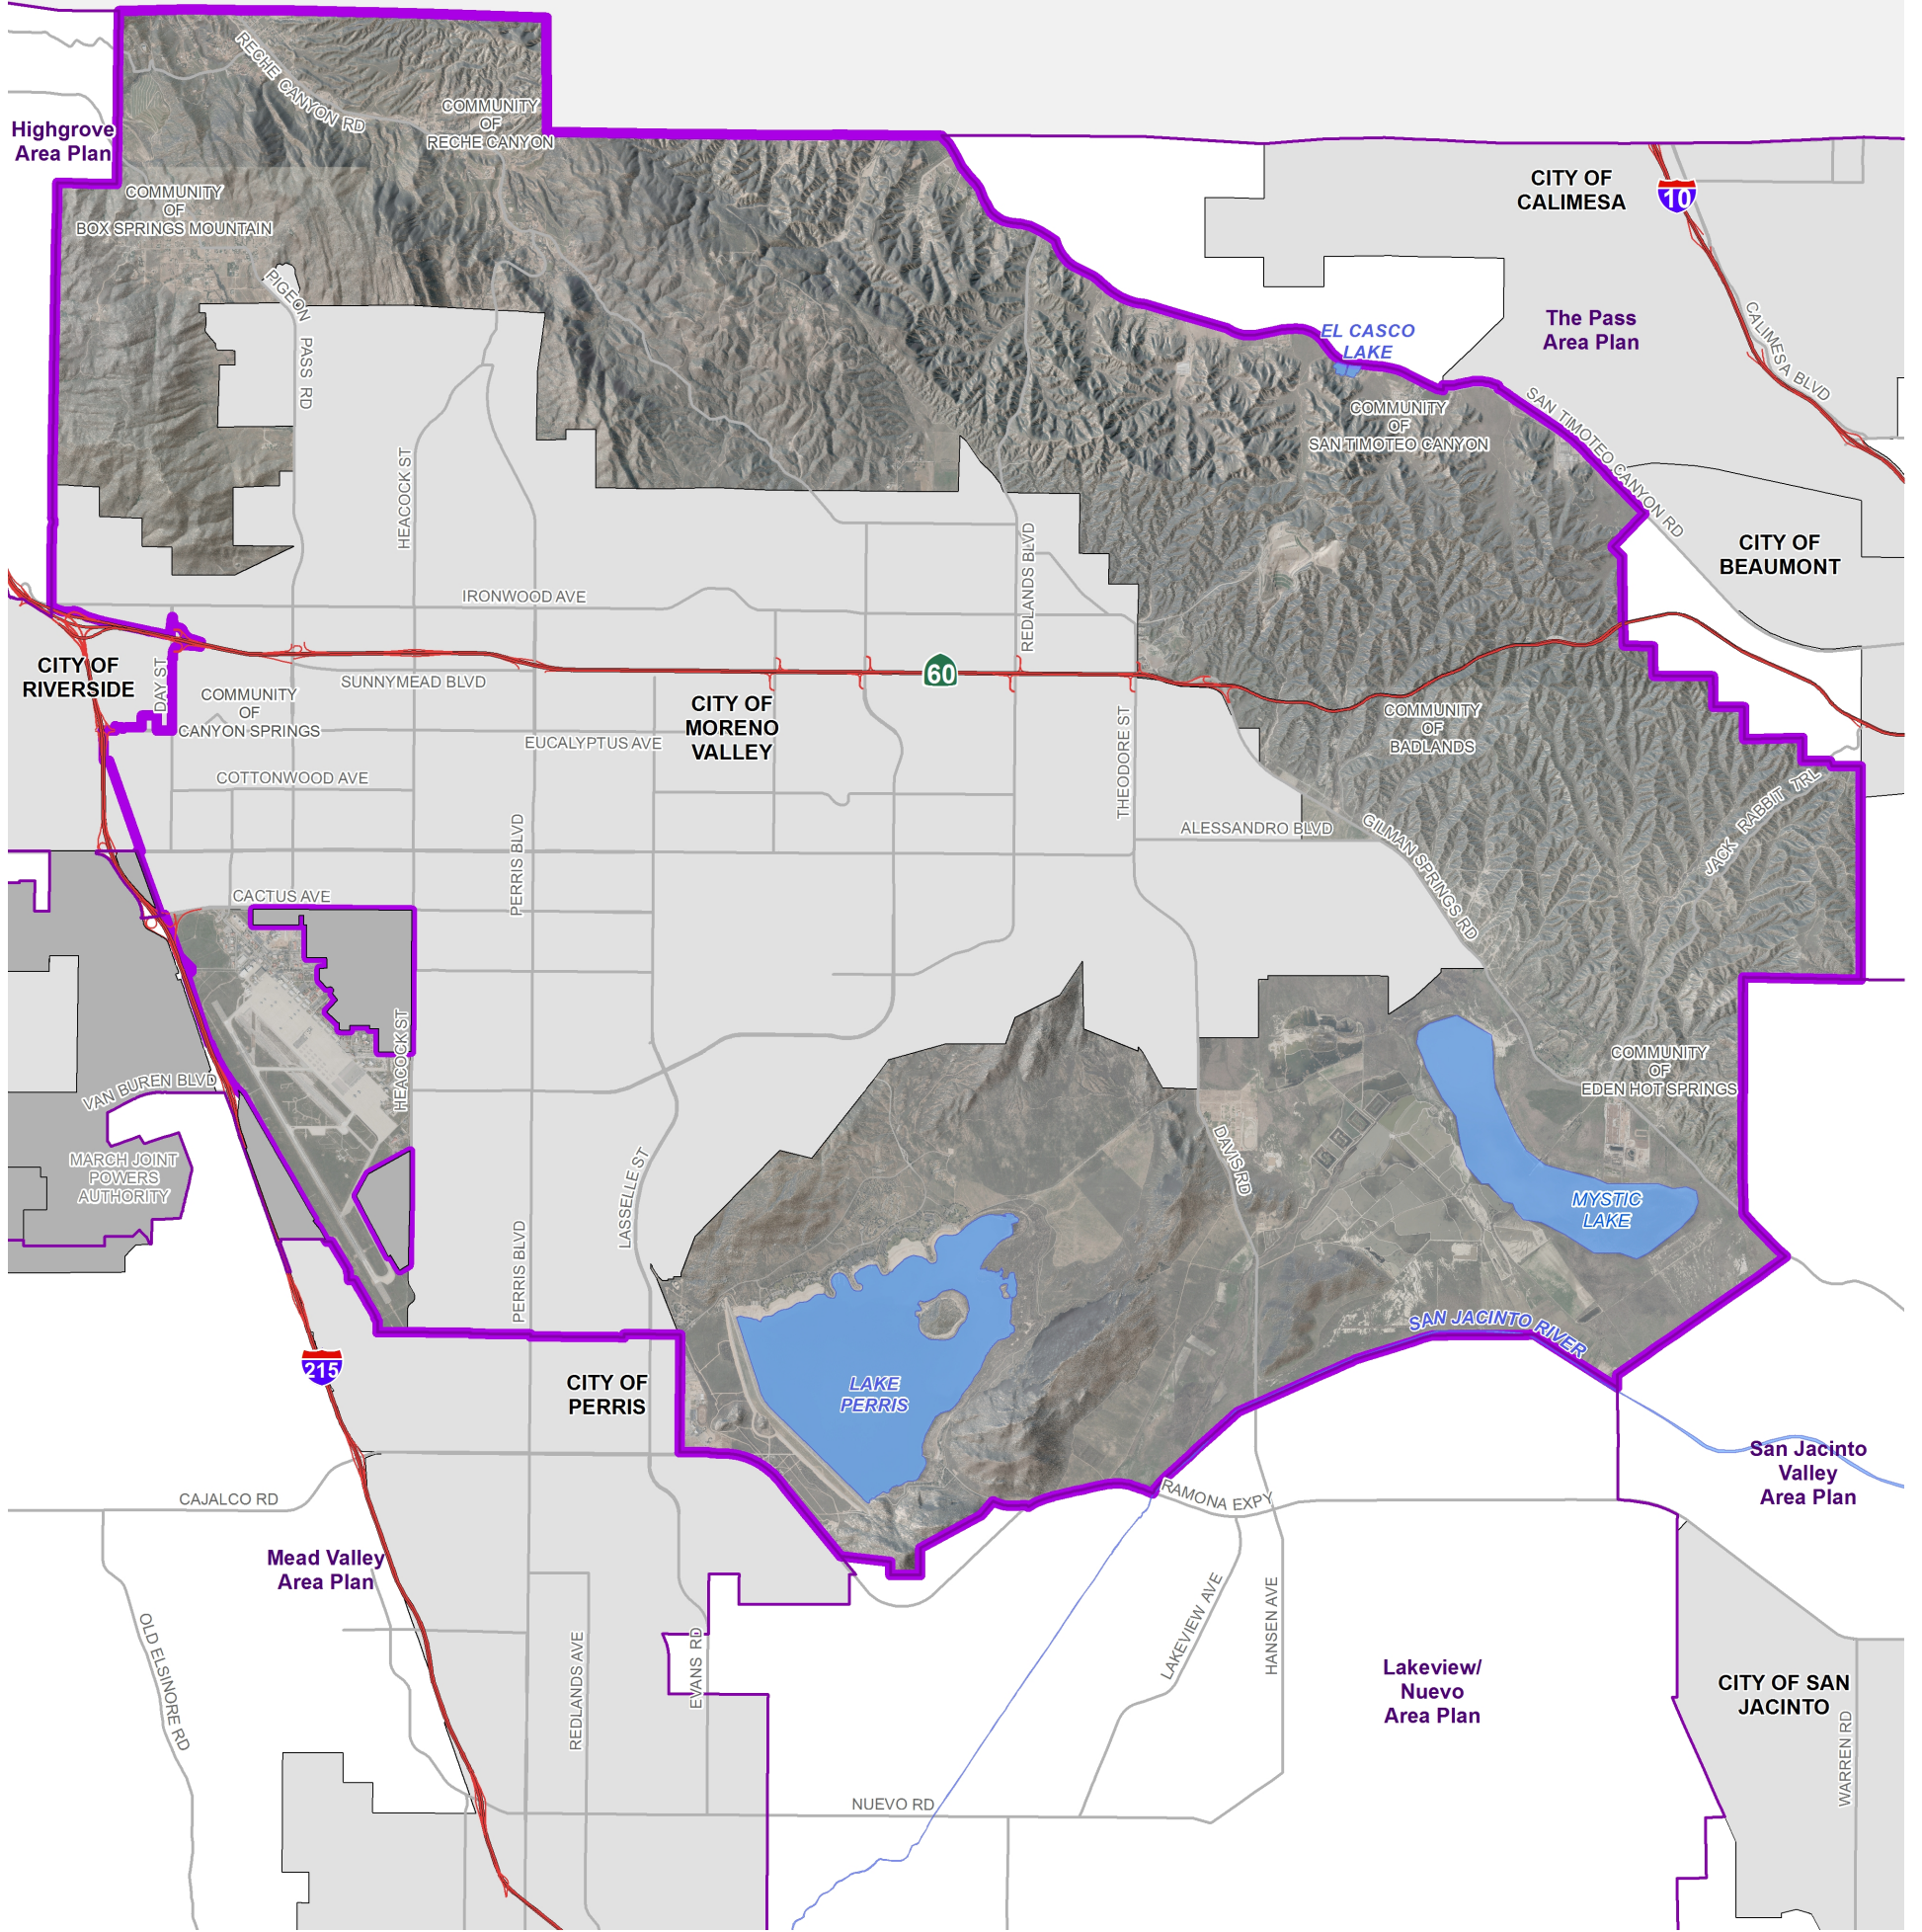 RECHE CANYON RD
COMMUNITY
OF
RECHE CANYON
Highgrove
Area Plan
COMMUNITY
OF
BOX SPRINGS MOUNTAIN
CITY OF
CALIMESA
10
PIGEON PASS RD
EL CASCO
LAKE
The Pass
Area Plan
CALIMESA BLVD
COMMUNITY
OF
SAN TIMOTEO CANYON
SAN TIMOTEO CANYON RD
HEACOCK ST
REDLANDS BLVD
CITY OF
BEAUMONT
IRONWOOD AVE
CITY OF
RIVERSIDE
DAY ST
SUNNYMEAD BLVD
60
COMMUNITY
OF
CANYON SPRINGS
CITY OF
MORENO
VALLEY
EUCALYPTUS AVE
THEODORE ST
COMMUNITY
OF
BADLANDS
COTTONWOOD AVE
JACK RABBIT TRL
PERRIS BLVD
ALESSANDRO BLVD
GILMAN SPRINGS RD
CACTUS AVE
HEACOCK ST
COMMUNITY
OF
EDEN HOT SPRINGS
VAN BUREN BLVD
MARCH JOINT
POWERS
AUTHORITY
DAVIS RD
LASSELLE ST
MYSTIC
LAKE
PERRIS BLVD
SAN JACINTO RIVER
215
CITY OF
PERRIS
LAKE
PERRIS
San Jacinto
Valley
Area Plan
CAJALCO RD
RAMONA EXPY
Mead Valley
Area Plan
OLD ELSINORE RD
REDLANDS AVE
EVANS RD
LAKEVIEW AVE
HANSEN AVE
Lakeview/
Nuevo
Area Plan
CITY OF SAN
JACINTO
WARREN RD
NUEVO RD